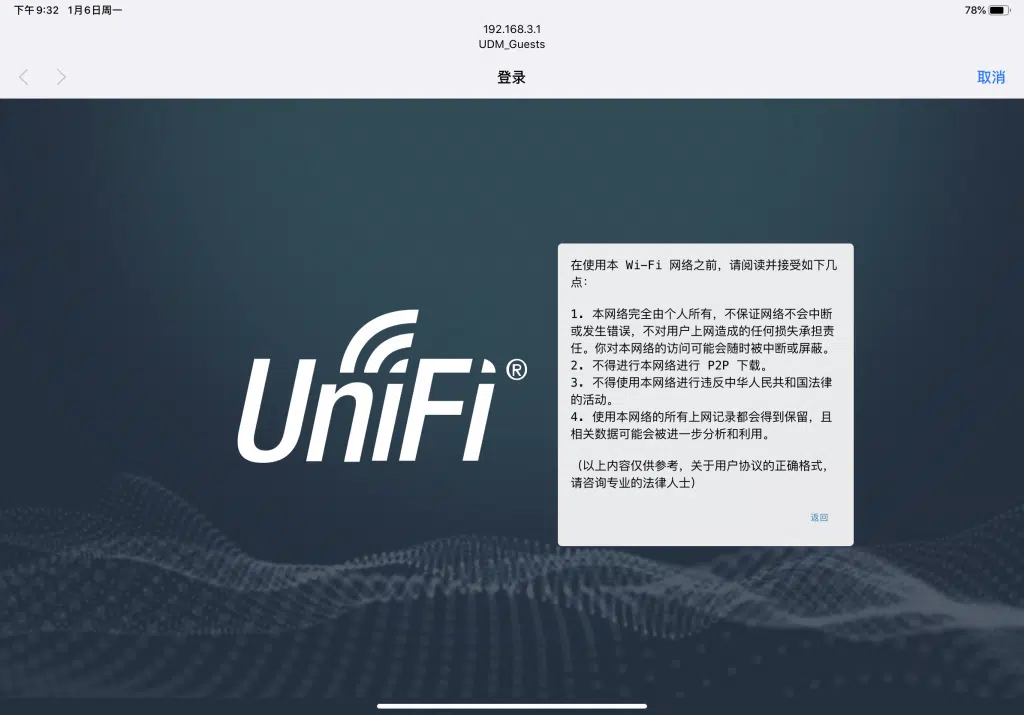 下午9:32 1月6日周一
78%
192.168.3.1
UDM_Guests
登录
取消
UniFi®
在使用本 Wi-Fi 网络之前，请阅读并接受如下几
点：
1. 本网络完全由个人所有，不保证网络不会中断
或发生错误，不对用户上网造成的任何损失承担责
任。你对本网络的访问可能会随时被中断或屏蔽。
2. 不得进行本网络进行 P2P 下载。
3. 不得使用本网络进行违反中华人民共和国法律
的活动。
4. 使用本网络的所有上网记录都会得到保留，且
相关数据可能会被进一步分析和利用。
（以上内容仅供参考，关于用户协议的正确格式，
请咨询专业的法律人士）
返回